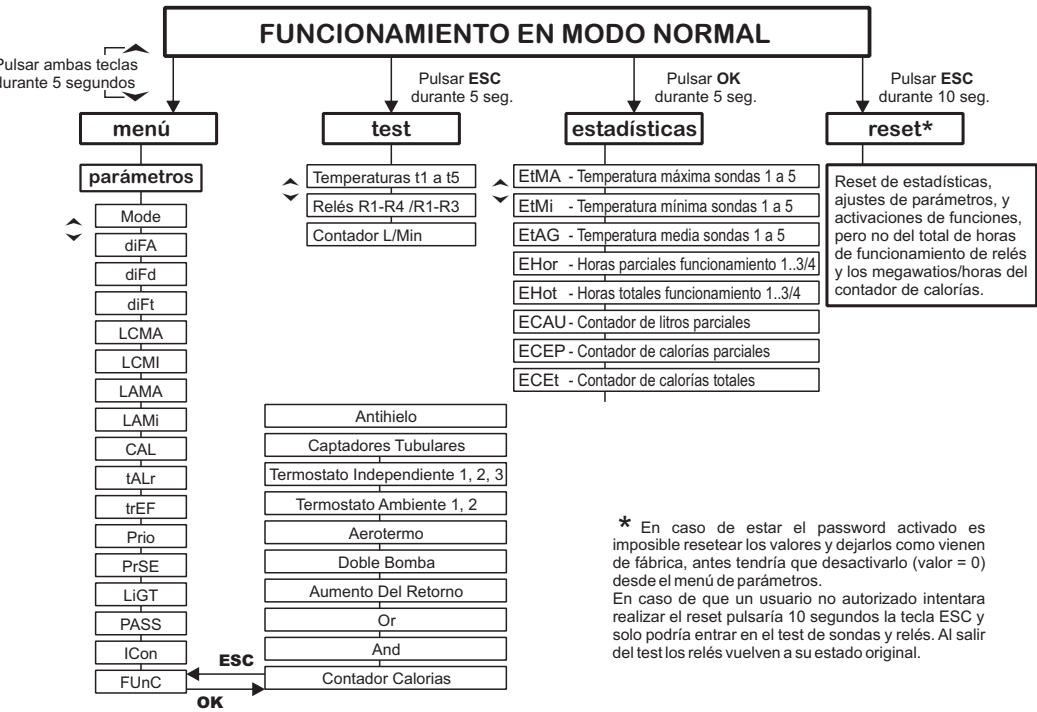 FUNCIONAMIENTO EN MODO NORMAL
Pulsar ambas teclas
durante 5 segundos
Pulsar ESC
durante 5 seg.
Pulsar OK
durante 5 seg.
Pulsar ESC
durante 10 seg.
menú
test
estadísticas
reset*
parámetros
Mode
diFA
diFd
diFt
LCMA
LCMI
LAMA
LAMi
CAL
tALr
trEF
Prio
PrSE
LiGT
PASS
ICon
FUnC
ESC
OK
Temperaturas t1 a t5
Relés R1-R4 /R1-R3
Contador L/Min
Antihielo
Captadores Tubulares
Termostato Independiente 1, 2, 3
Termostato Ambiente 1, 2
Aerotermo
Doble Bomba
Aumento Del Retorno
Or
And
Contador Calorias
EtMA - Temperatura máxima sondas 1 a 5
EtMi - Temperatura mínima sondas 1 a 5
EtAG - Temperatura media sondas 1 a 5
EHor - Horas parciales funcionamiento 1..3/4
EHot - Horas totales funcionamiento 1..3/4
ECAU - Contador de litros parciales
ECEP - Contador de calorías parciales
ECEt - Contador de calorías totales
Reset de estadísticas,
ajustes de parámetros, y
activaciones de funciones,
pero no del total de horas
de funcionamiento de relés
y los megawatios/horas del
contador de calorías.
* En caso de estar el password activado es
imposible resetear los valores y dejarlos como vienen
de fábrica, antes tendría que desactivarlo (valor = 0)
desde el menú de parámetros.
En caso de que un usuario no autorizado intentara
realizar el reset pulsaría 10 segundos la tecla ESC y
solo podría entrar en el test de sondas y relés. Al salir
del test los relés vuelven a su estado original.